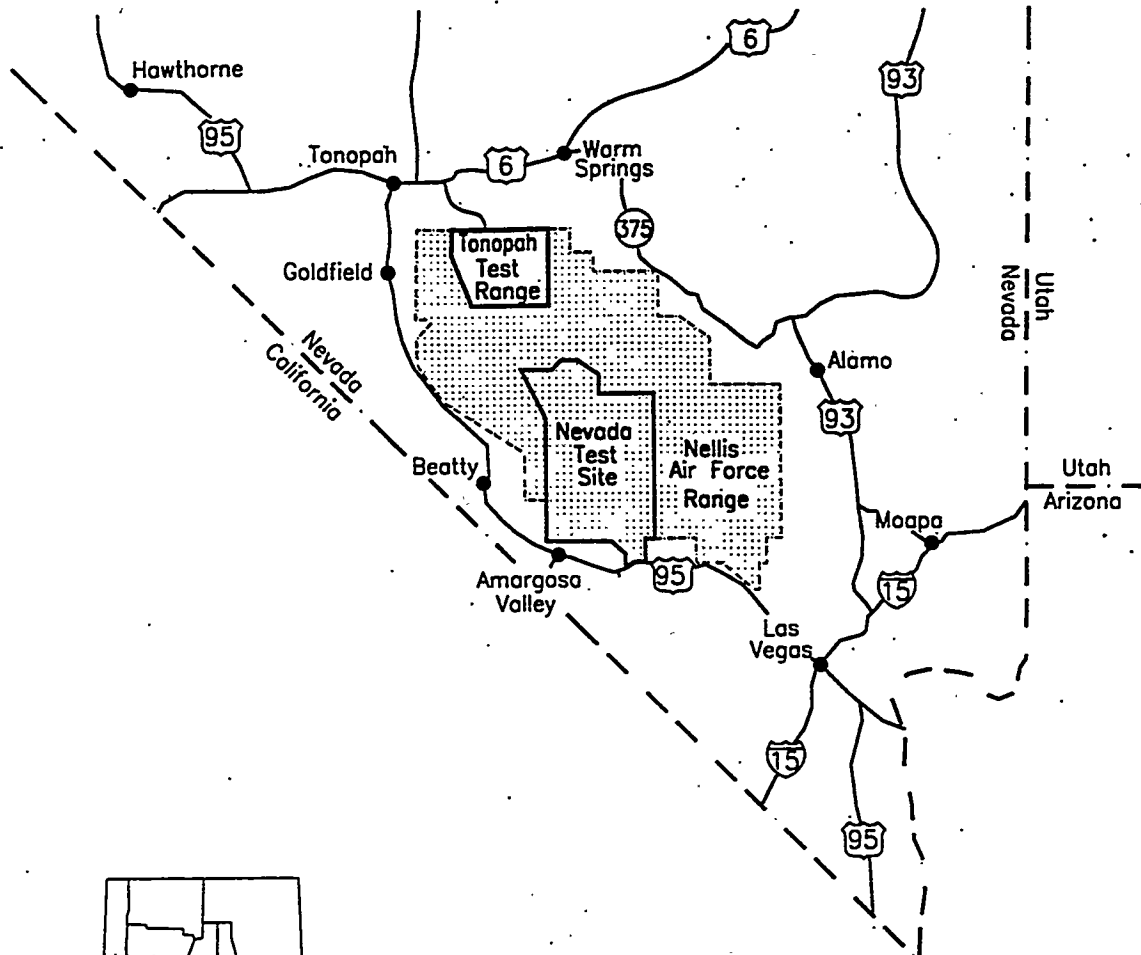 6
Hawthorne
93
95
Tonopah
6
Warm
Springs
375
Tonopah
Test
Range
Goldfield
Utah
Nevada
Nevada
California
Alamo
93
Nevada
Test
Site
Nellis
Air Force
Range
Beatty
Utah
Arizona
Moapa
95
Amargosa
Valley
15
Las
Vegas
15
95